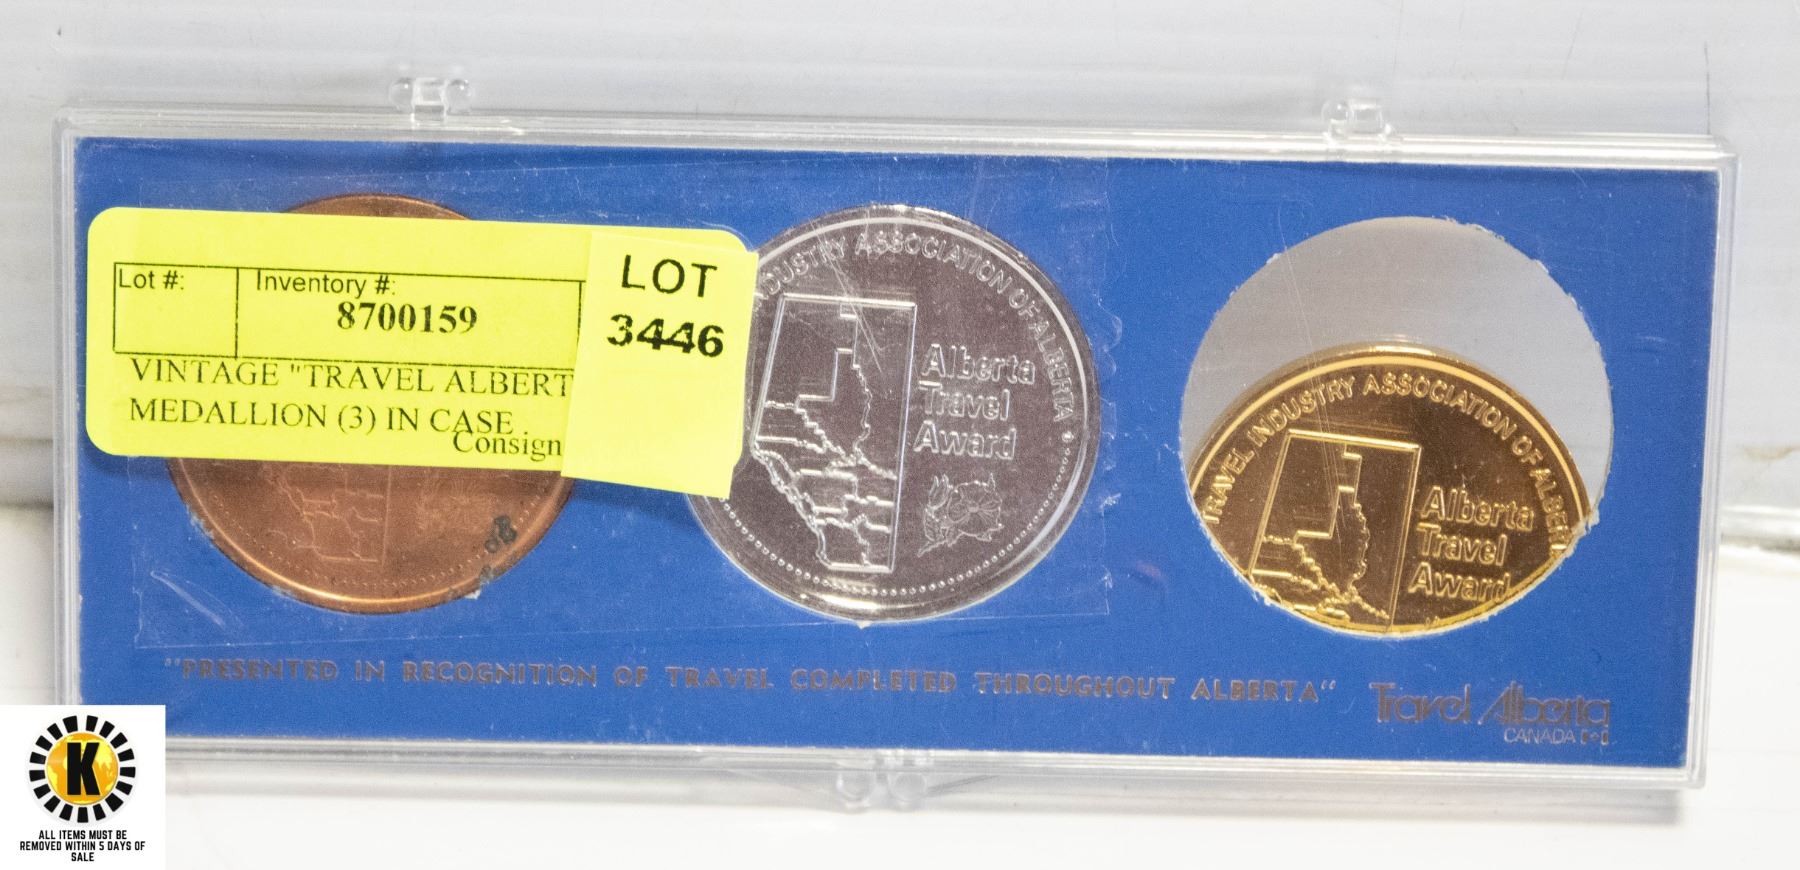 Lot #:
Inventory #:
8700159
LOT
3446
VINTAGE "TRAVEL ALBERT
MEDALLION (3) IN CASE
Consign
INDUSTRY ASSOCIATION OF ALBERTA
Alberta
Travel
Award
TRAVEL INDUSTRY ASSOCIATION OF ALBERTA
Alberta
Travel
Award
"PRESENTED IN RECOGNITION OF TRAVEL COMPLETED THROUGHOUT ALBERTA"
Travel Alberta
CANADA
K
ALL ITEMS MUST BE
REMOVED WITHIN 5 DAYS OF
SALE